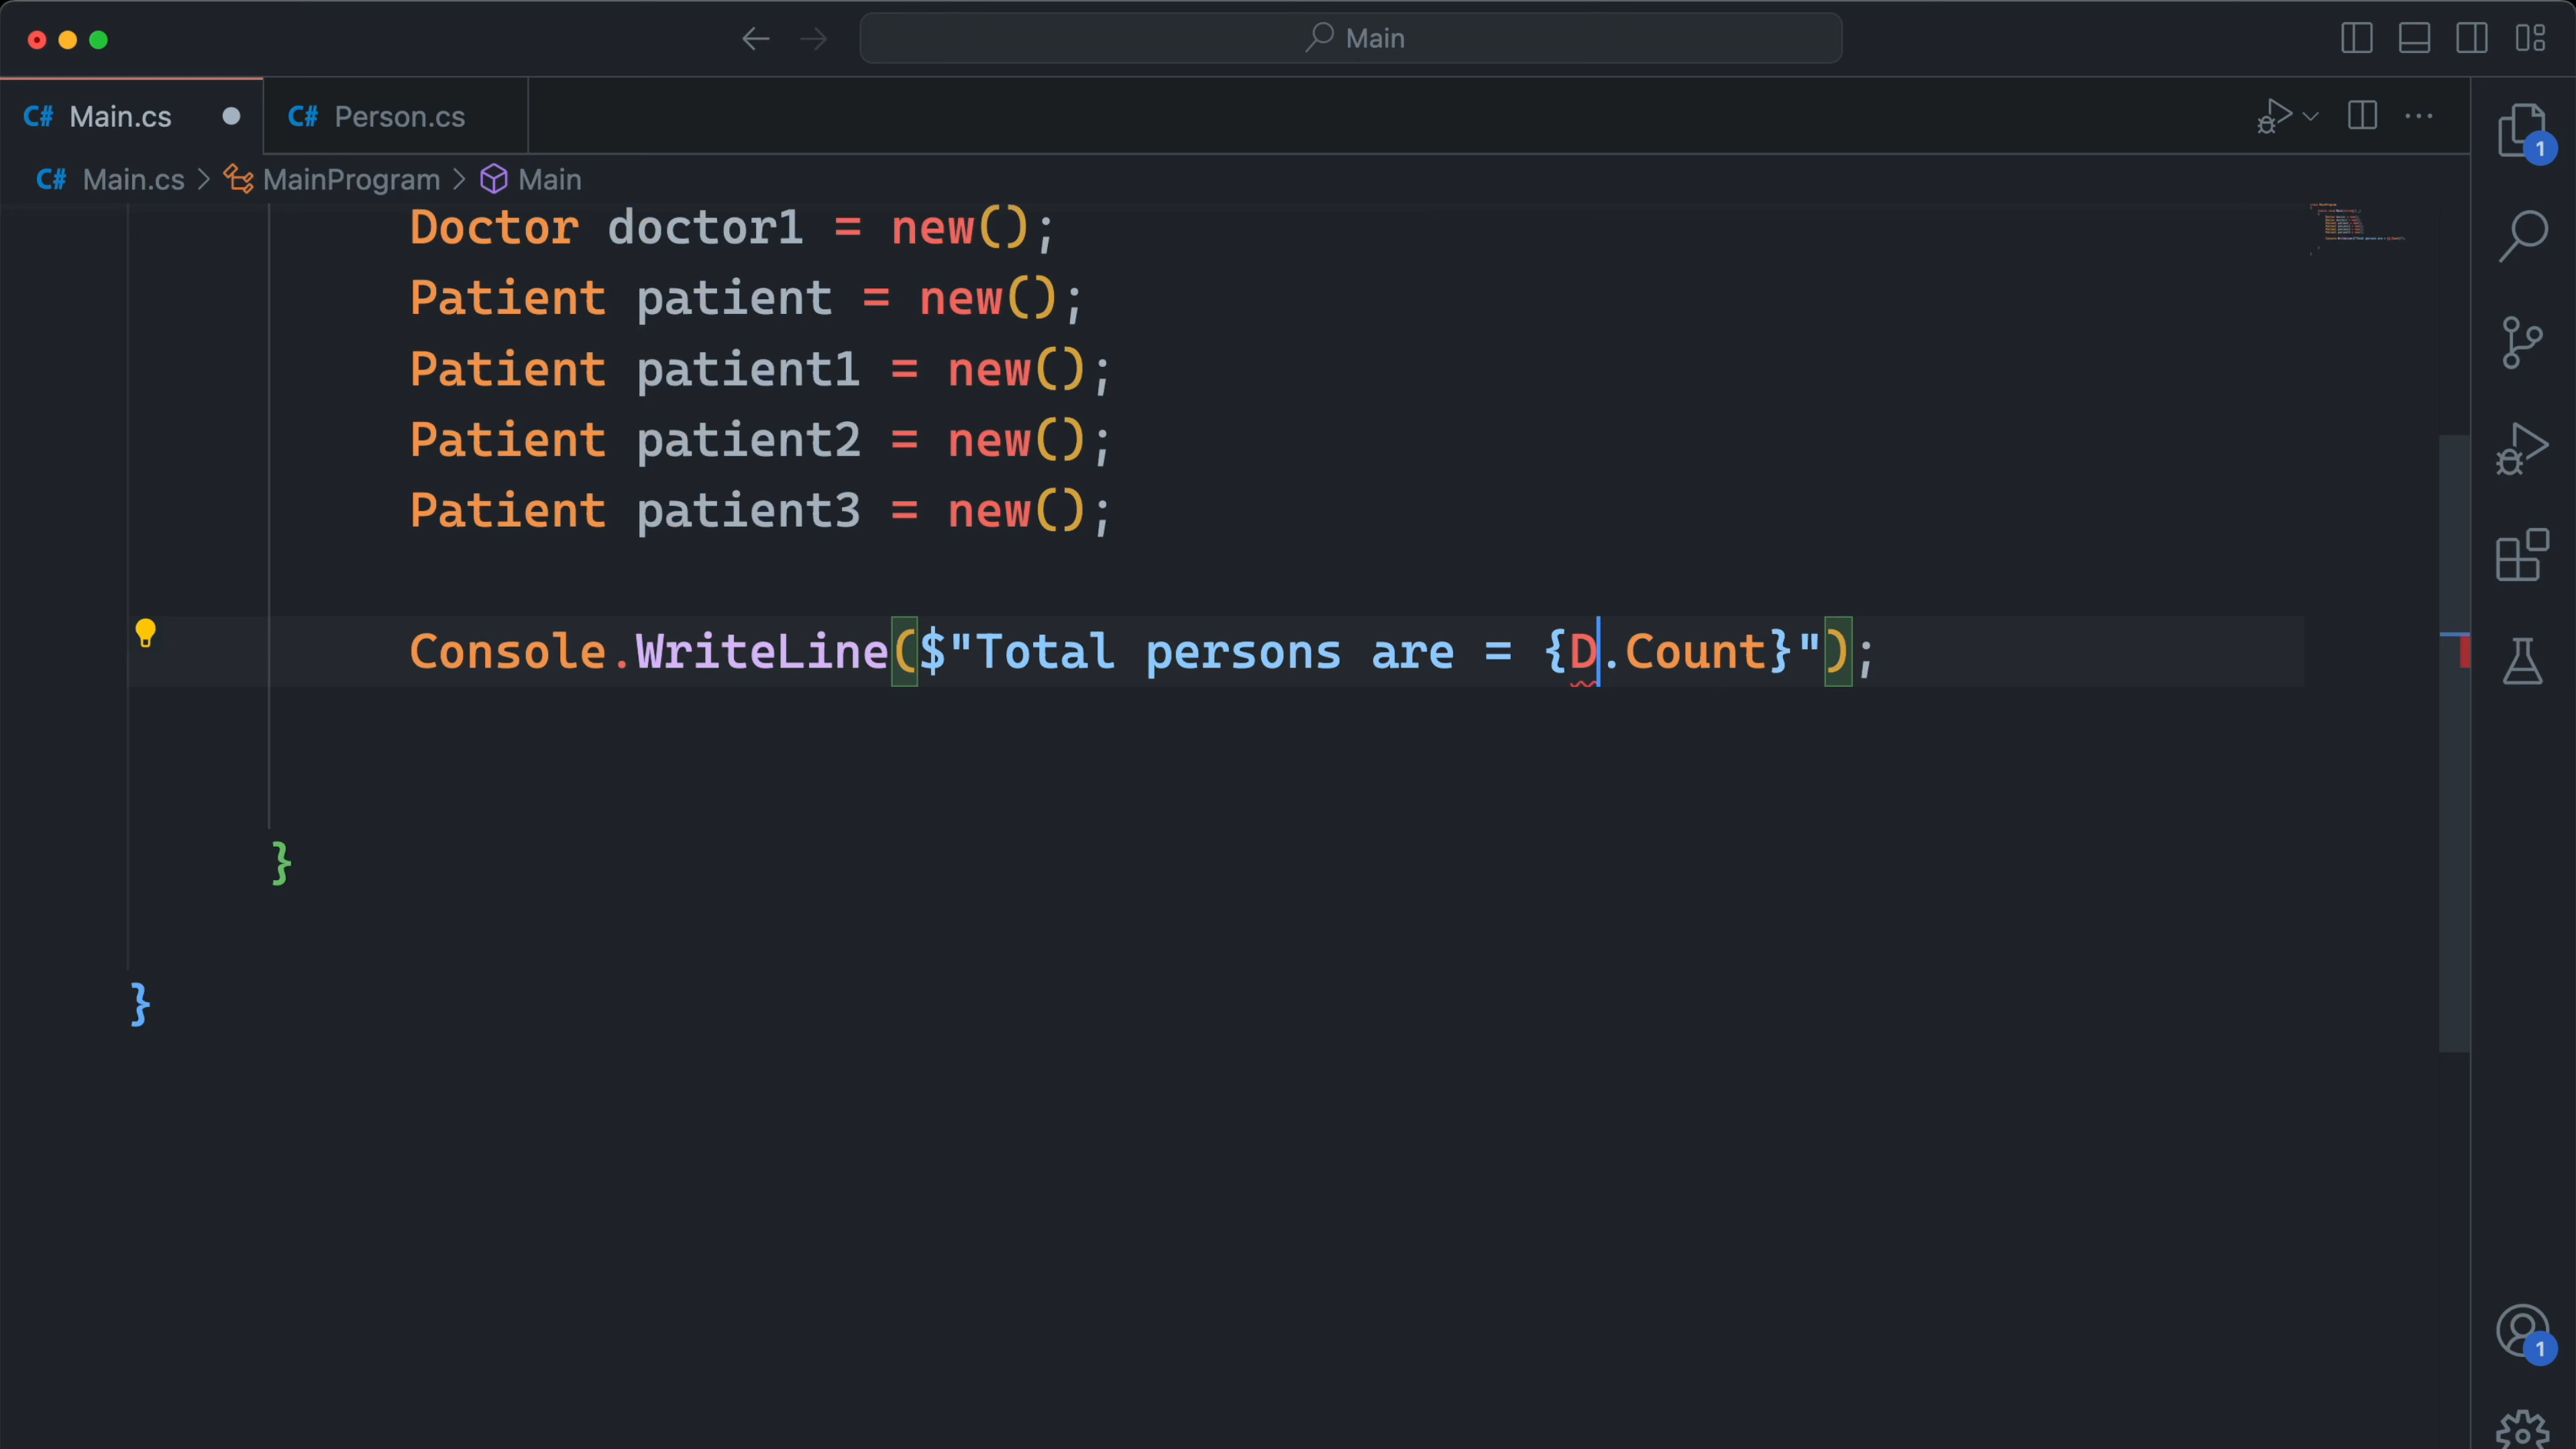 Main
C# Main.cs
C# Person.cs
C# Main.cs > MainProgram > Main
1
Doctor doctor1 = new();
Patient patient = new();
Patient patient1 = new();
Patient patient2 = new();
Patient patient3 = new();
Console.WriteLine($"Total persons are = {D.Count}");
}
}
1